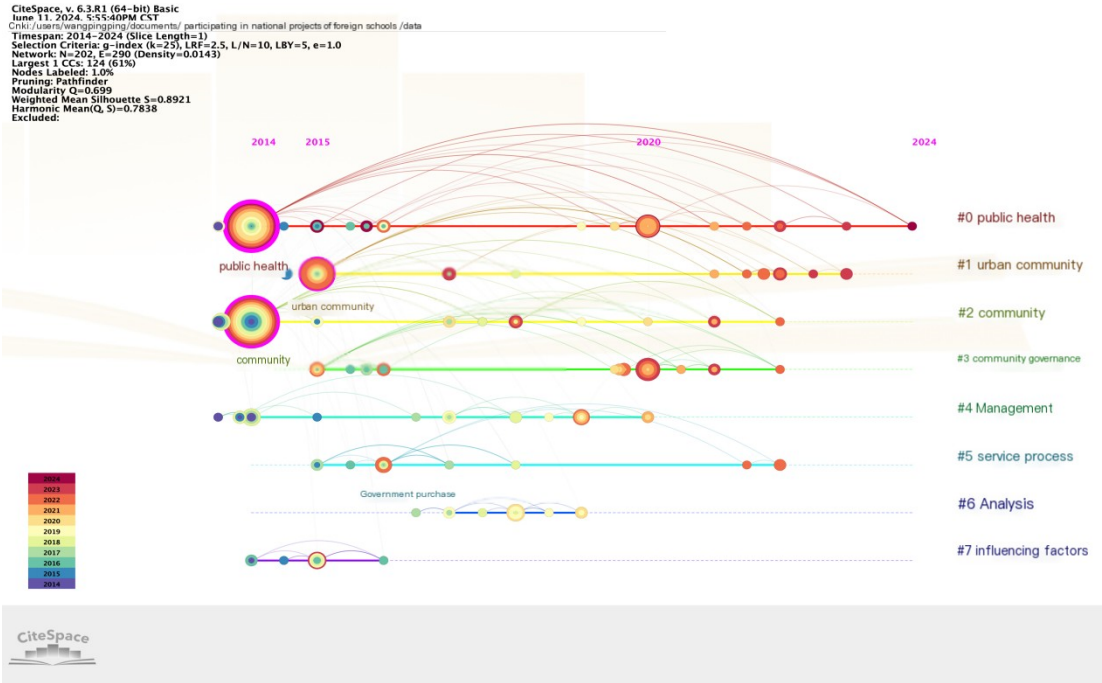 CiteSpace, v. 6.3.R1 (64-bit) Basic
June 11, 2024, 5:55:40PM CST
Cnki:/users/wangpingping/documents/ participating in national projects of foreign schools /data
Timespan: 2014-2024 (Slice Length=1)
Selection Criteria: g-index (k=25), LRF=2.5, L/N=10, LBY=5, e=1.0
Network: N=202, E=290 (Density=0.0143)
Largest 1 CCs: 124 (61%)
Nodes Labeled: 1.0%
Pruning: Pathfinder
Modularity Q=0.699
Weighted Mean Silhouette S=0.8921
Harmonic Mean(Q, S)=0.7838
Excluded:
2014 2015 2020 2024
#0 public health
public health
#1 urban community
urban community
#2 community
community
#3 community governance
#4 Management
#5 service process
Government purchase
#6 Analysis
#7 influencing factors
2024
2023
2022
2021
2020
2019
2018
2017
2016
2015
2014
CiteSpace